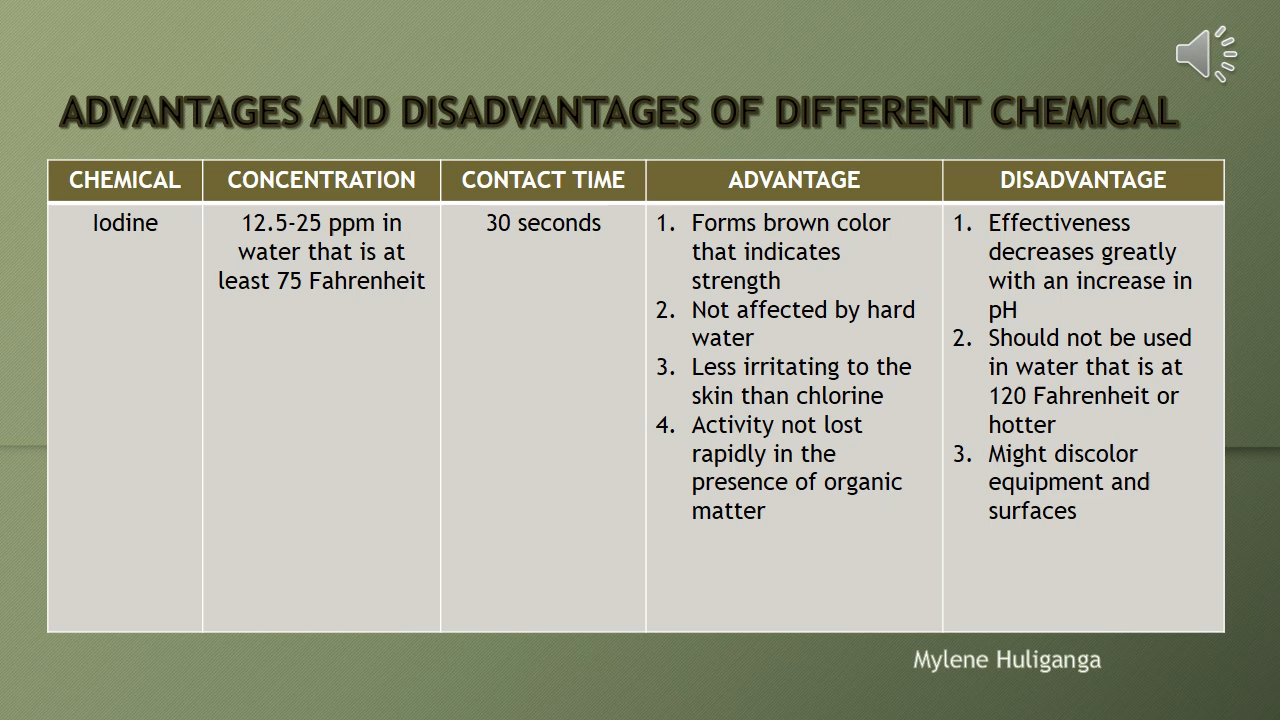 ADVANTAGES AND DISADVANTAGES OF DIFFERENT CHEMICAL
CHEMICAL
CONCENTRATION
CONTACT TIME
ADVANTAGE
DISADVANTAGE
Iodine
12.5-25 ppm in
water that is at
least 75 Fahrenheit
30 seconds
1. Forms brown color
that indicates
strength
2. Not affected by hard
water
3. Less irritating to the
skin than chlorine
4. Activity not lost
rapidly in the
presence of organic
matter
1. Effectiveness
decreases greatly
with an increase in
pH
2. Should not be used
in water that is at
120 Fahrenheit or
hotter
3. Might discolor
equipment and
surfaces
Mylene Huliganga